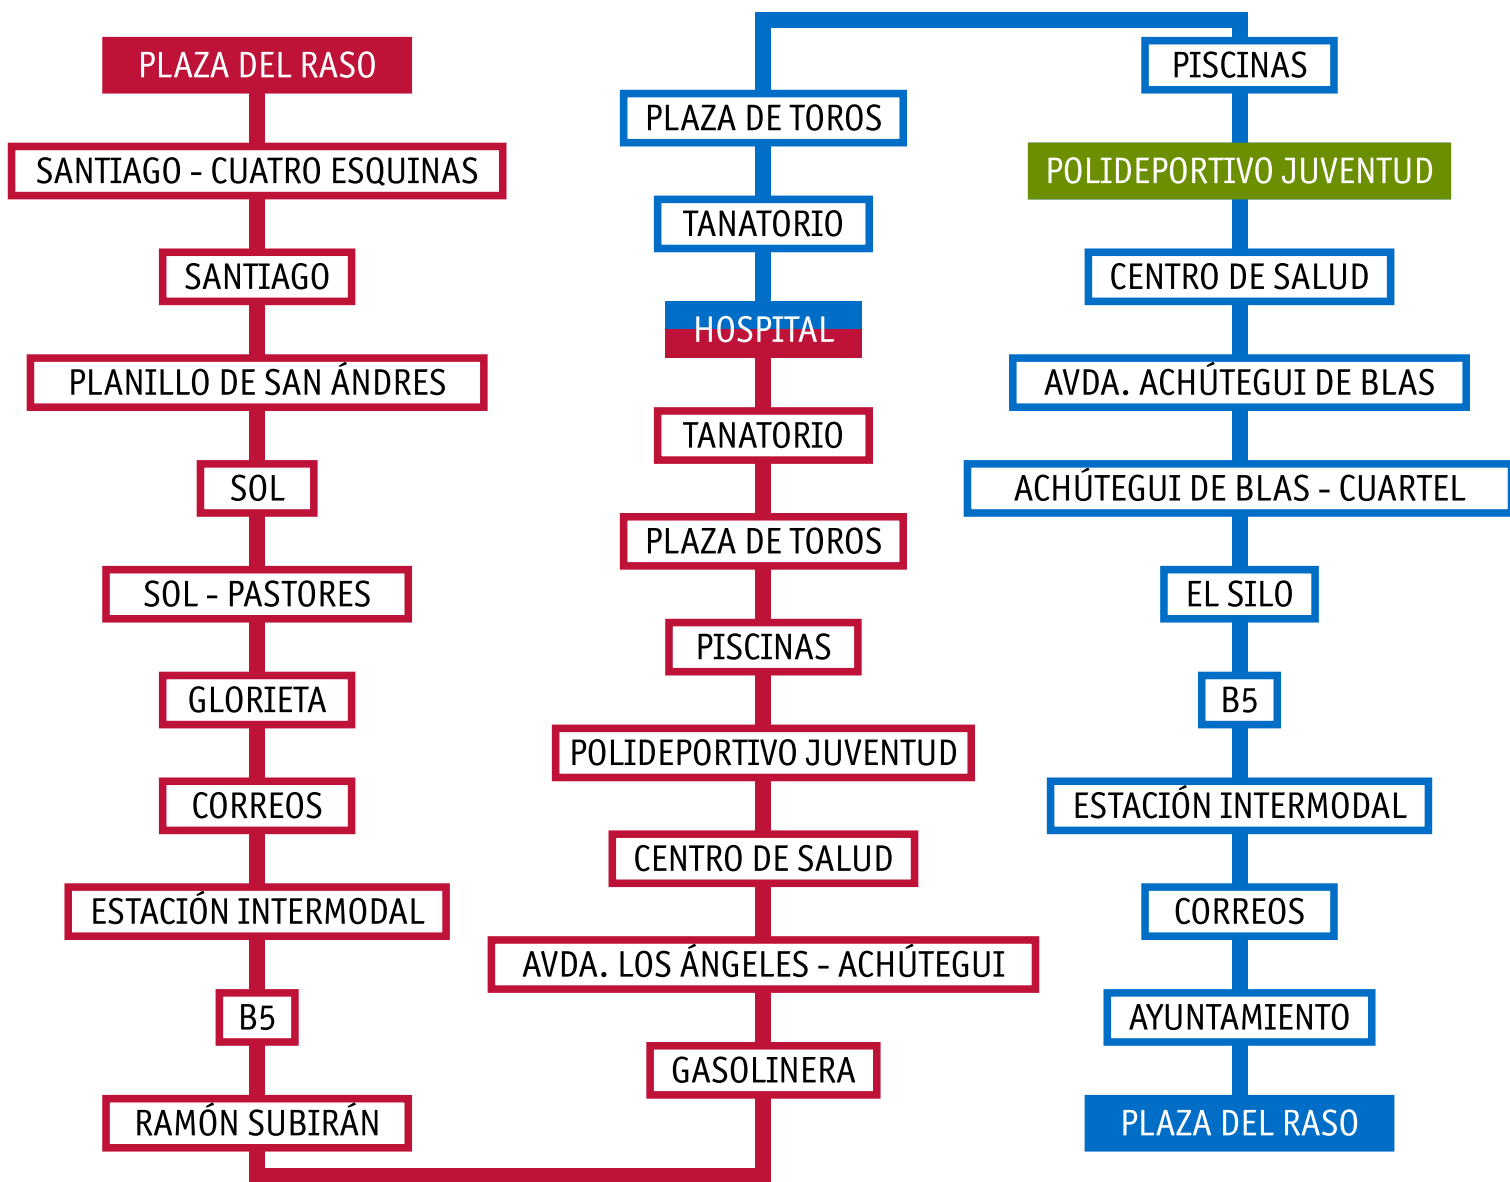 PLAZA DEL RASO
SANTIAGO - CUATRO ESQUINAS
SANTIAGO
PLANILLO DE SAN ÁNDRES
SOL
SOL - PASTORES
GLORIETA
CORREOS
ESTACIÓN INTERMODAL
B5
RAMÓN SUBIRÁN
PLAZA DE TOROS
TANATORIO
HOSPITAL
TANATORIO
PLAZA DE TOROS
PISCINAS
POLIDEPORTIVO JUVENTUD
CENTRO DE SALUD
AVDA. LOS ÁNGELES - ACHÚTEGUI
GASOLINERA
PISCINAS
POLIDEPORTIVO JUVENTUD
CENTRO DE SALUD
AVDA. ACHÚTEGUI DE BLAS
ACHÚTEGUI DE BLAS - CUARTEL
EL SILO
B5
ESTACIÓN INTERMODAL
CORREOS
AYUNTAMIENTO
PLAZA DEL RASO